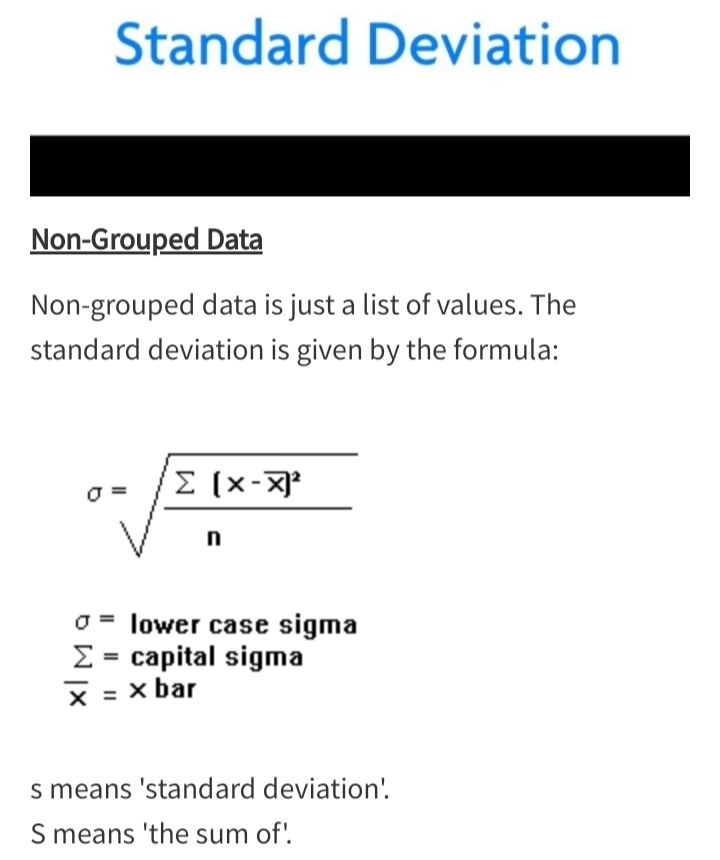 Standard Deviation
Non-Grouped Data
Non-grouped data is just a list of values. The
standard deviation is given by the formula:
σ = √
Σ (x - x̅)²
n
σ = lower case sigma
Σ = capital sigma
x̅ = x bar
s means 'standard deviation'.
S means 'the sum of'.